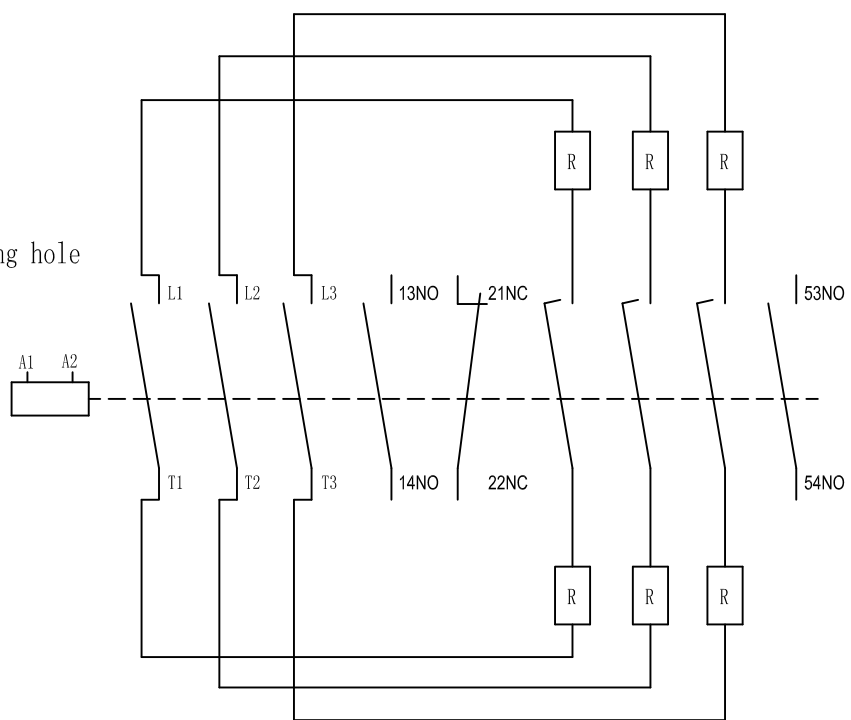 R R R
ng hole
L1 L2 L3 13NO 21NC 53NO
A1 A2
T1 T2 T3 14NO 22NC 54NO
R R R